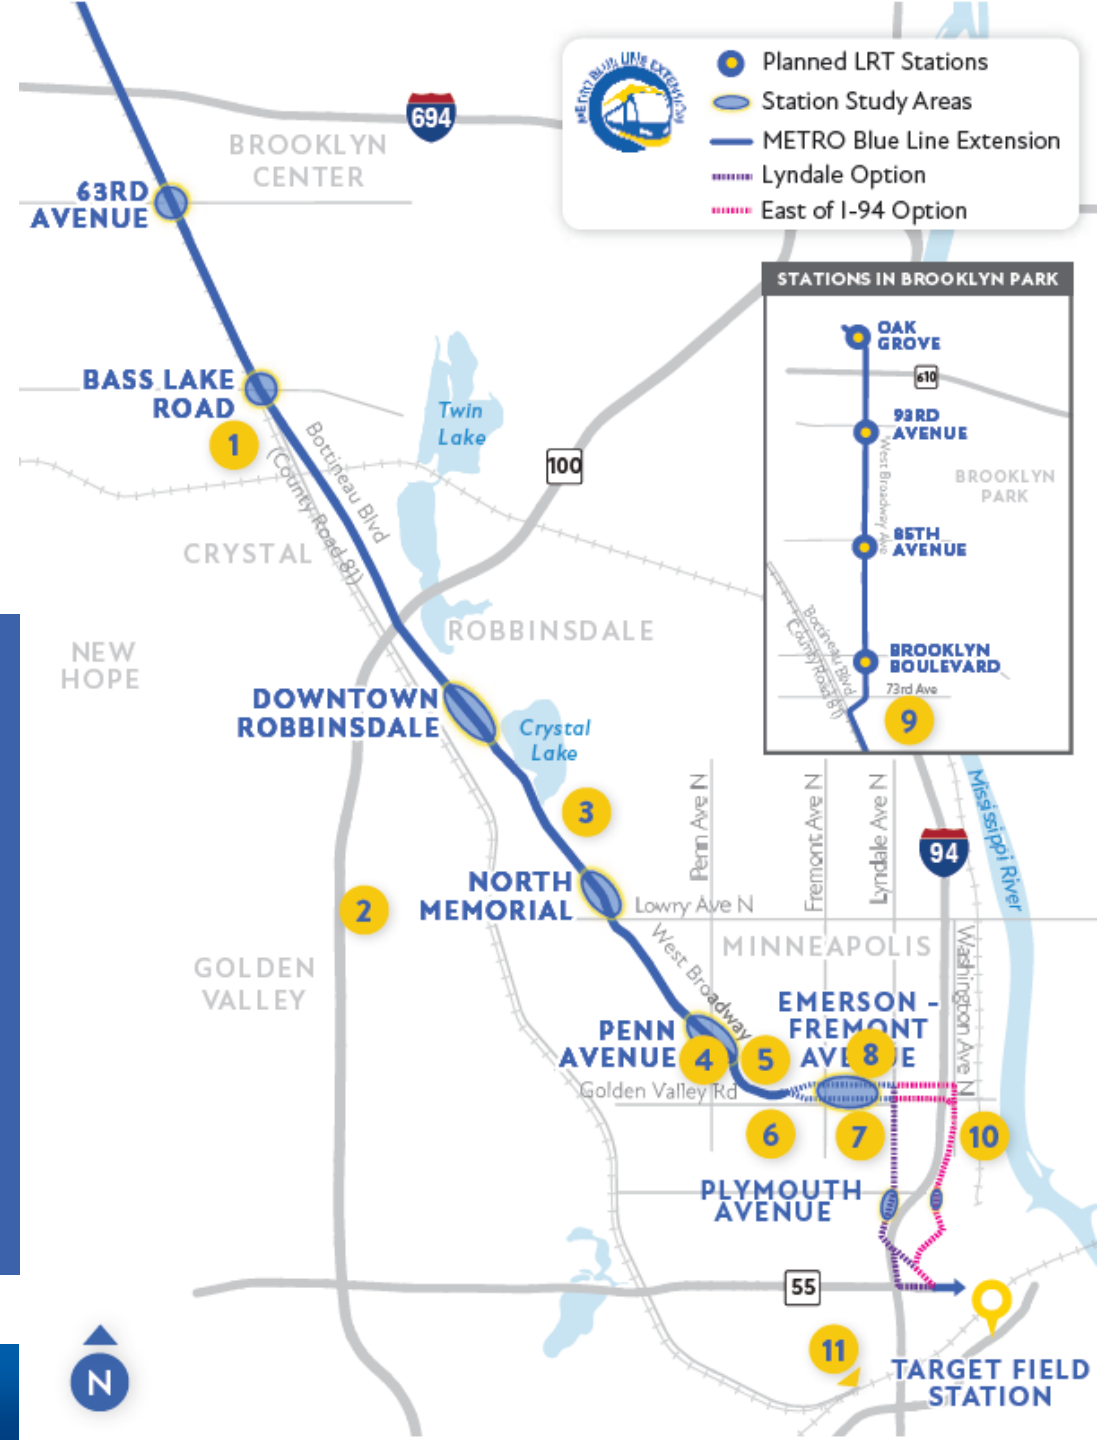 METRO BLUE LINE EXTENSION
Planned LRT Stations
Station Study Areas
METRO Blue Line Extension
Lyndale Option
East of I-94 Option
694
BROOKLYN
CENTER
63RD
AVENUE
STATIONS IN BROOKLYN PARK
OAK
GROVE
610
93RD
AVENUE
West Broadway Ave
BROOKLYN
PARK
85TH
AVENUE
Bottineau Blvd
(County Road 81)
BROOKLYN
BOULEVARD
73rd Ave
9
BASS LAKE
ROAD
1
Twin
Lake
Bottineau Blvd
(County Road 81)
100
CRYSTAL
ROBBINSDALE
NEW
HOPE
DOWNTOWN
ROBBINSDALE
Crystal
Lake
3
Penn Ave N
Fremont Ave N
Lyndale Ave N
94
Mississippi River
NORTH
MEMORIAL
Lowry Ave N
2
MINNEAPOLIS
West Broadway
Washington Ave N
GOLDEN
VALLEY
EMERSON -
FREMONT
AVENUE
PENN
AVENUE
4
5
8
Golden Valley Rd
6
7
10
PLYMOUTH
AVENUE
55
11
TARGET FIELD
STATION
N